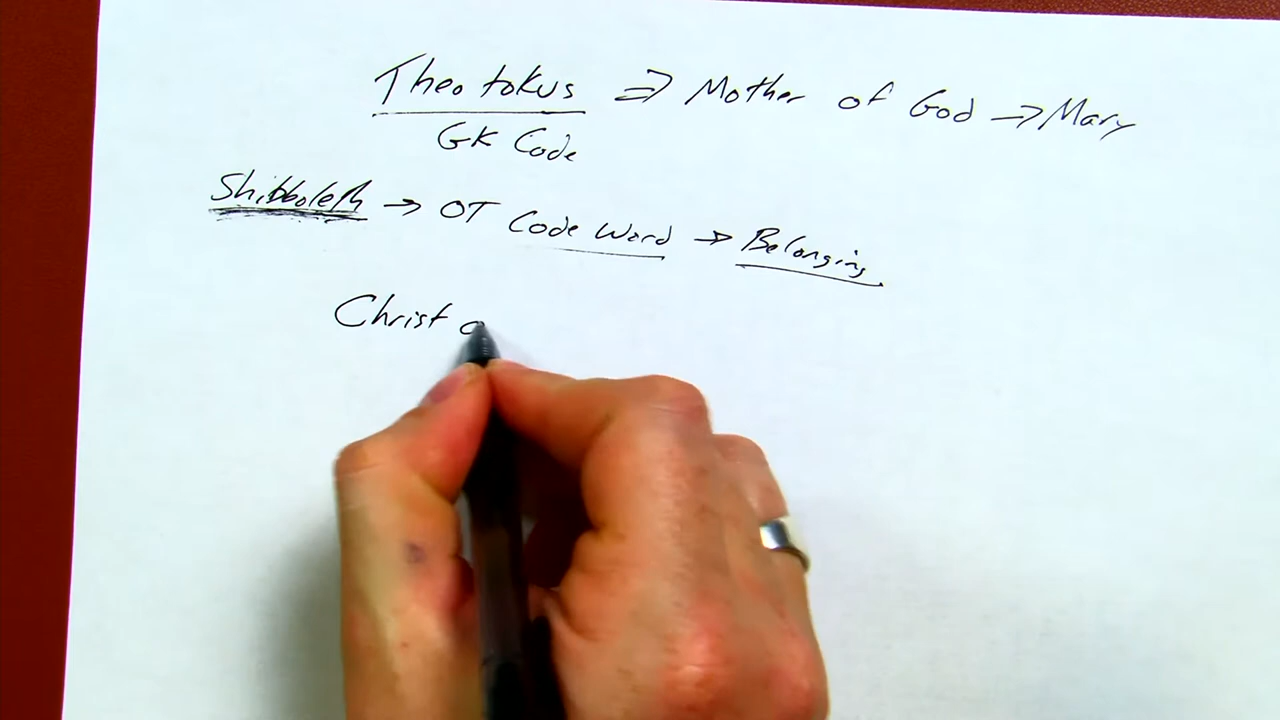 Theotokus ⇒ Mother of God → Mary
GK Code
Shibboleth → OT Code Word → Belonging
Christ